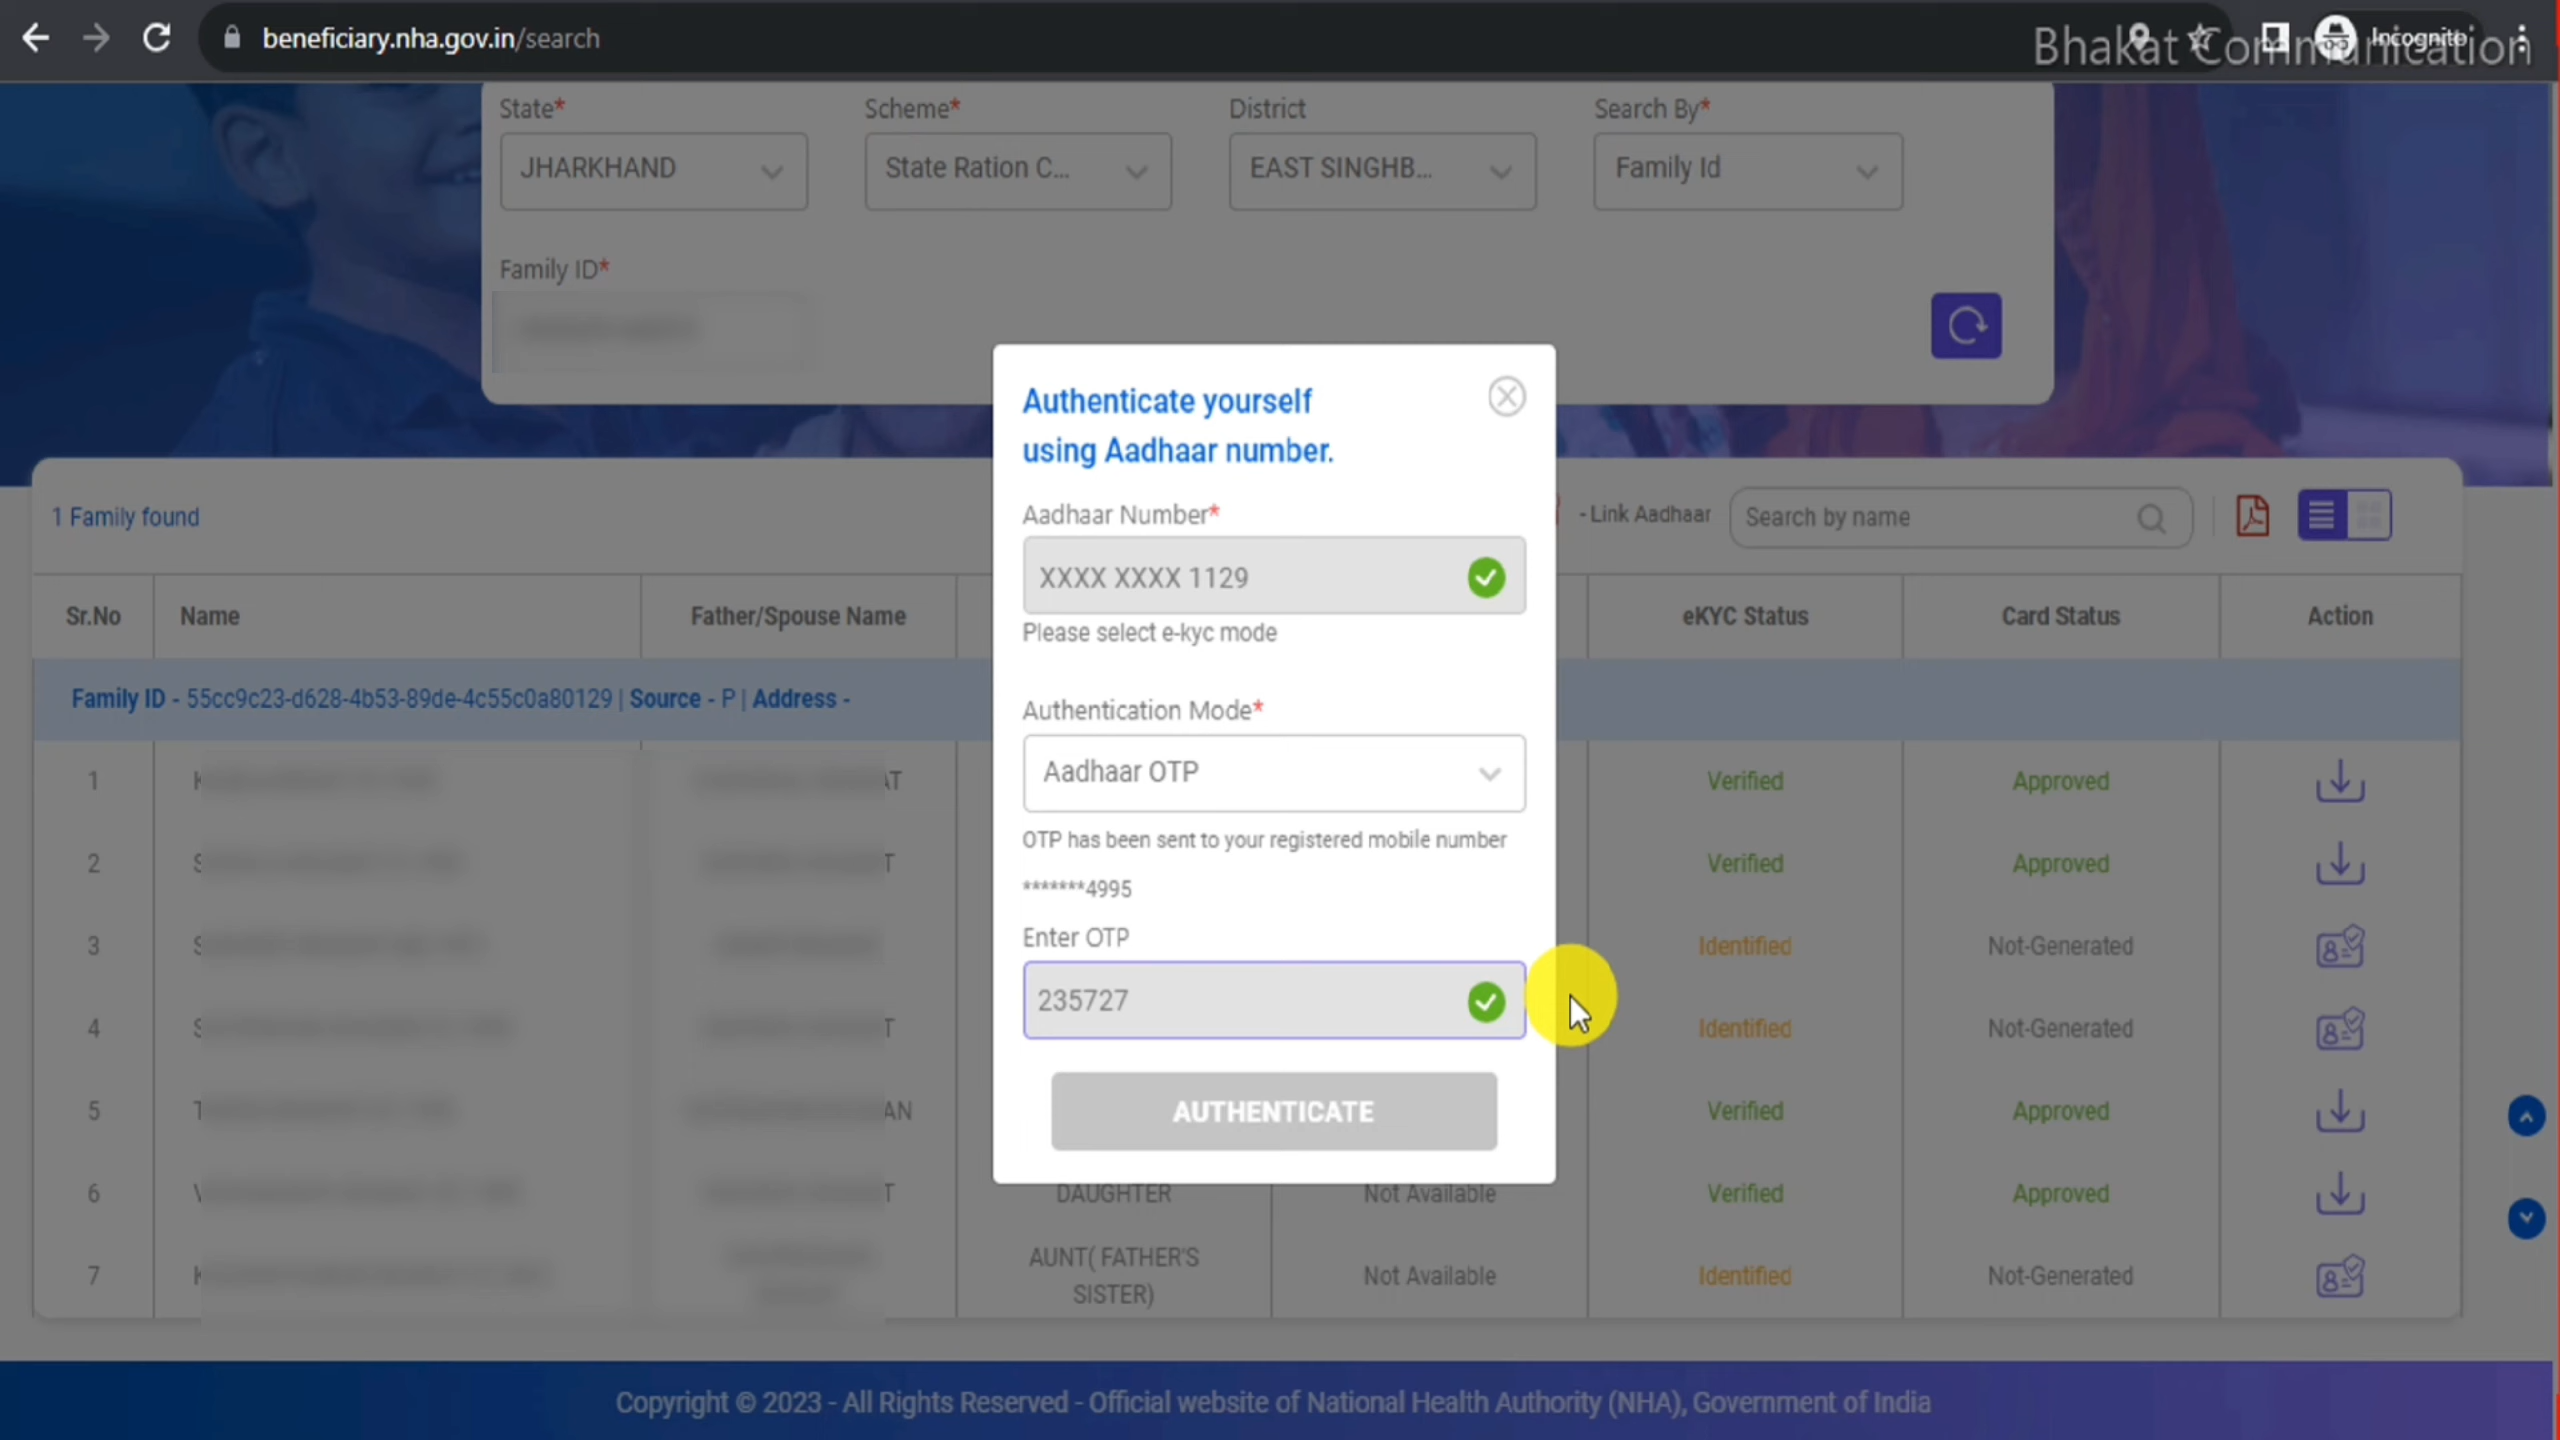 beneficiary.nha.gov.in/search
Incognito
Bhakat Communication
State* Scheme* District Search By*
JHARKHAND State Ration C... EAST SINGHB... Family Id
Family ID*
Authenticate yourself
using Aadhaar number.
Aadhaar Number*
XXXX XXXX 1129
Please select e-kyc mode
Authentication Mode*
Aadhaar OTP
OTP has been sent to your registered mobile number
*******4995
Enter OTP
235727
AUTHENTICATE
1 Family found - Link Aadhaar Search by name
Sr.No Name Father/Spouse Name eKYC Status Card Status Action
Family ID - 55cc9c23-d628-4b53-89de-4c55c0a80129 | Source - P | Address -
1 Verified Approved
2 Verified Approved
3 Identified Not-Generated
4 Identified Not-Generated
5 Verified Approved
6 DAUGHTER Not Available Verified Approved
7 AUNT( FATHER'S
SISTER) Not Available Identified Not-Generated
Copyright © 2023 - All Rights Reserved - Official website of National Health Authority (NHA), Government of India